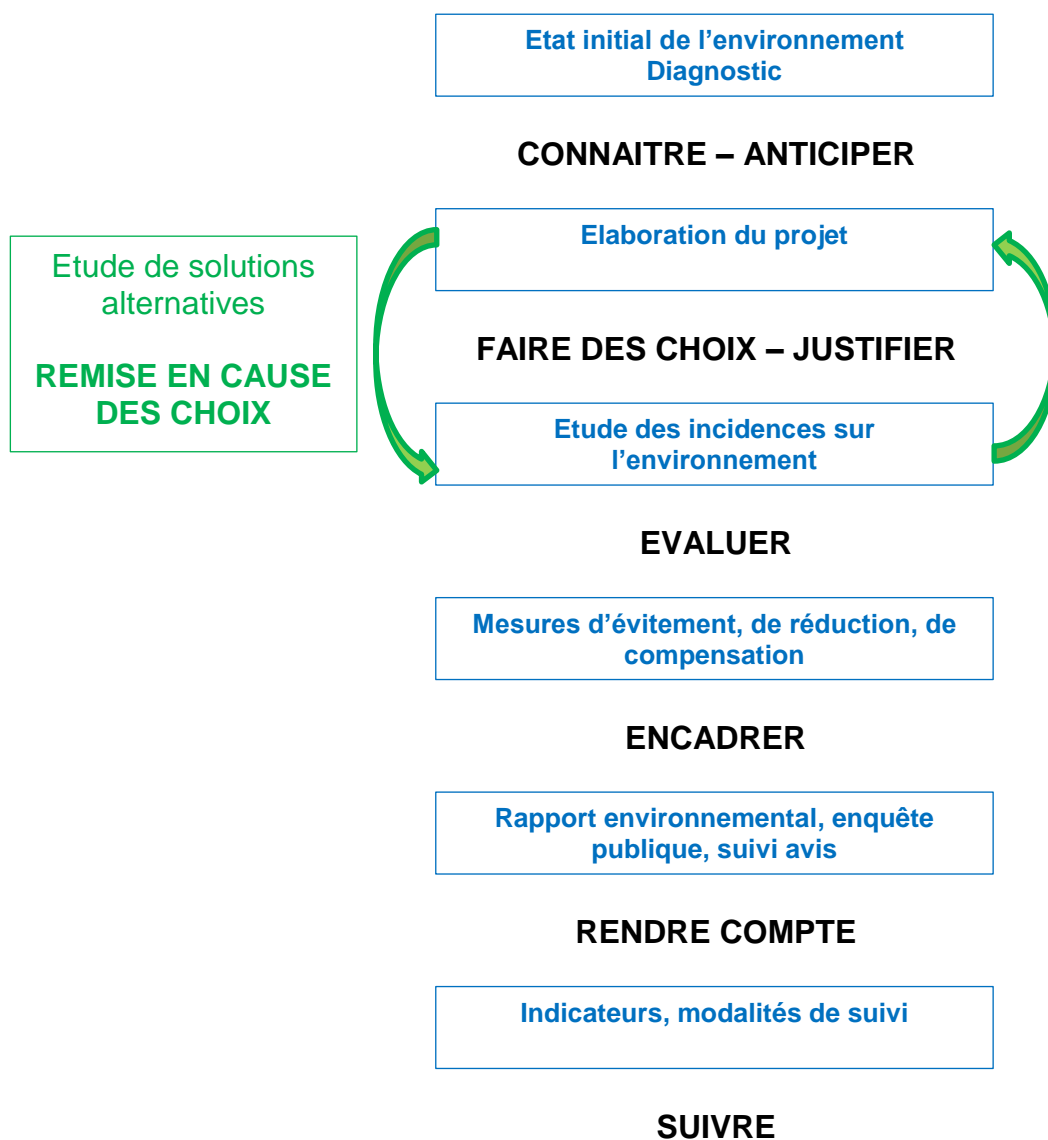 Etat initial de l’environnement
Diagnostic
CONNAITRE – ANTICIPER
Elaboration du projet
Etude de solutions
alternatives
REMISE EN CAUSE
DES CHOIX
FAIRE DES CHOIX – JUSTIFIER
Etude des incidences sur
l’environnement
EVALUER
Mesures d’évitement, de réduction, de
compensation
ENCADRER
Rapport environnemental, enquête
publique, suivi avis
RENDRE COMPTE
Indicateurs, modalités de suivi
SUIVRE